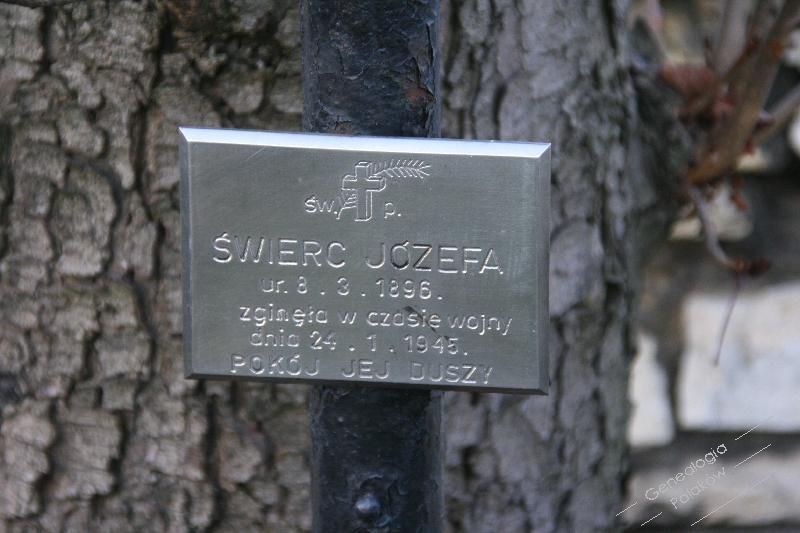 św. p.
ŚWIERC JÓZEFA
ur. 8.3.1896.
zginęła w czasie wojny
dnia 24.1.1945.
POKÓJ JEJ DUSZY
Genealogia
Polaków